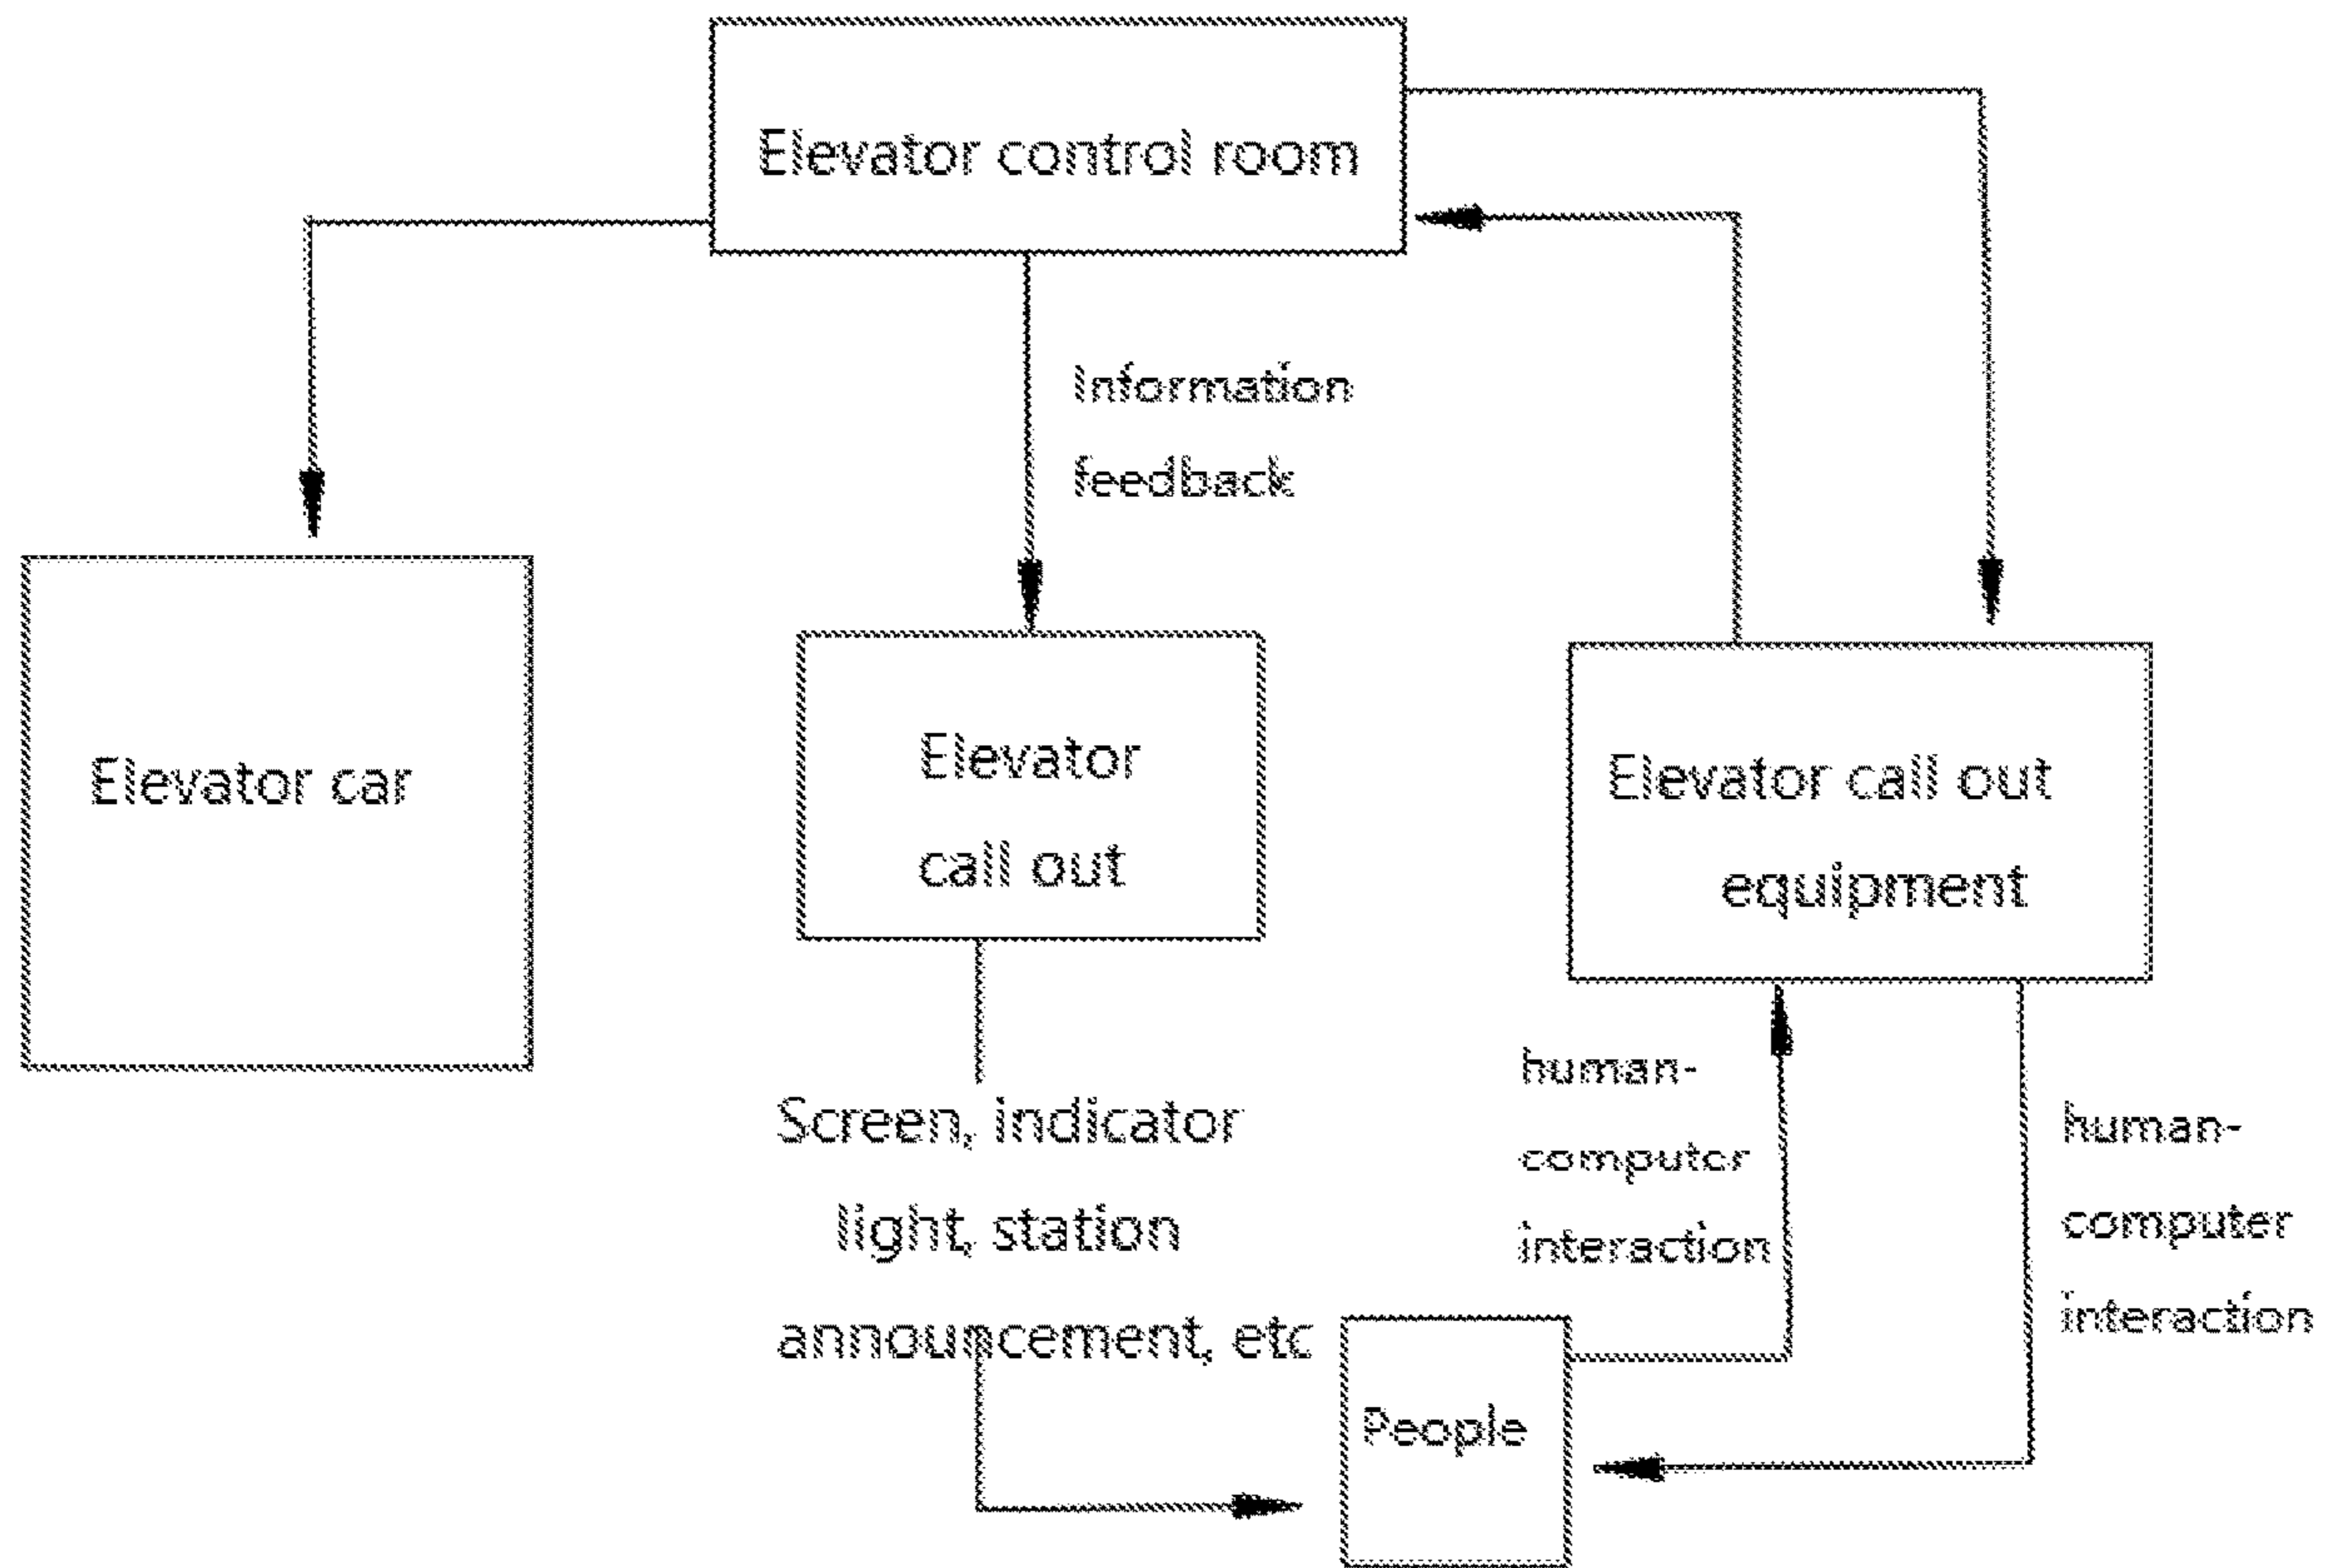 Elevator control room
Information
feedback
Elevator car
Elevator
call out
Elevator call out
equipment
Screen, indicator
light, station
announcement, etc
human-
computer
interaction
human-
computer
interaction
People